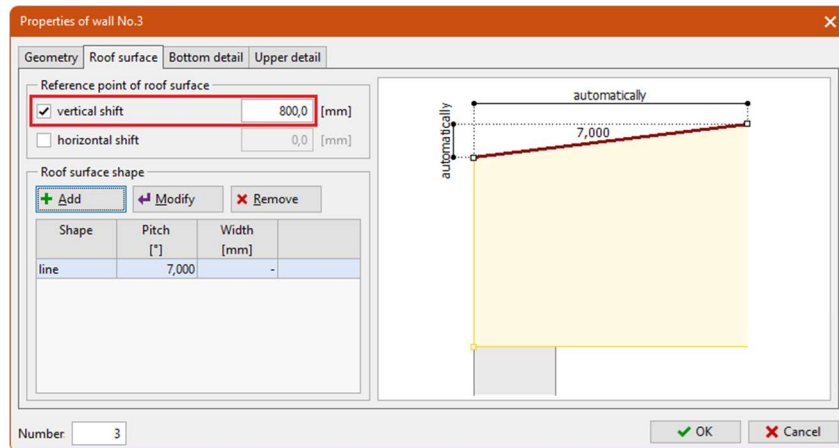 Properties of wall No.3
Geometry Roof surface Bottom detail Upper detail
Reference point of roof surface
vertical shift 800,0 [mm]
horizontal shift 0,0 [mm]
Roof surface shape
Add Modify Remove
Shape Pitch Width
[°] [mm]
line 7,000 -
automatically
automatically
7,000
Number: 3
OK Cancel